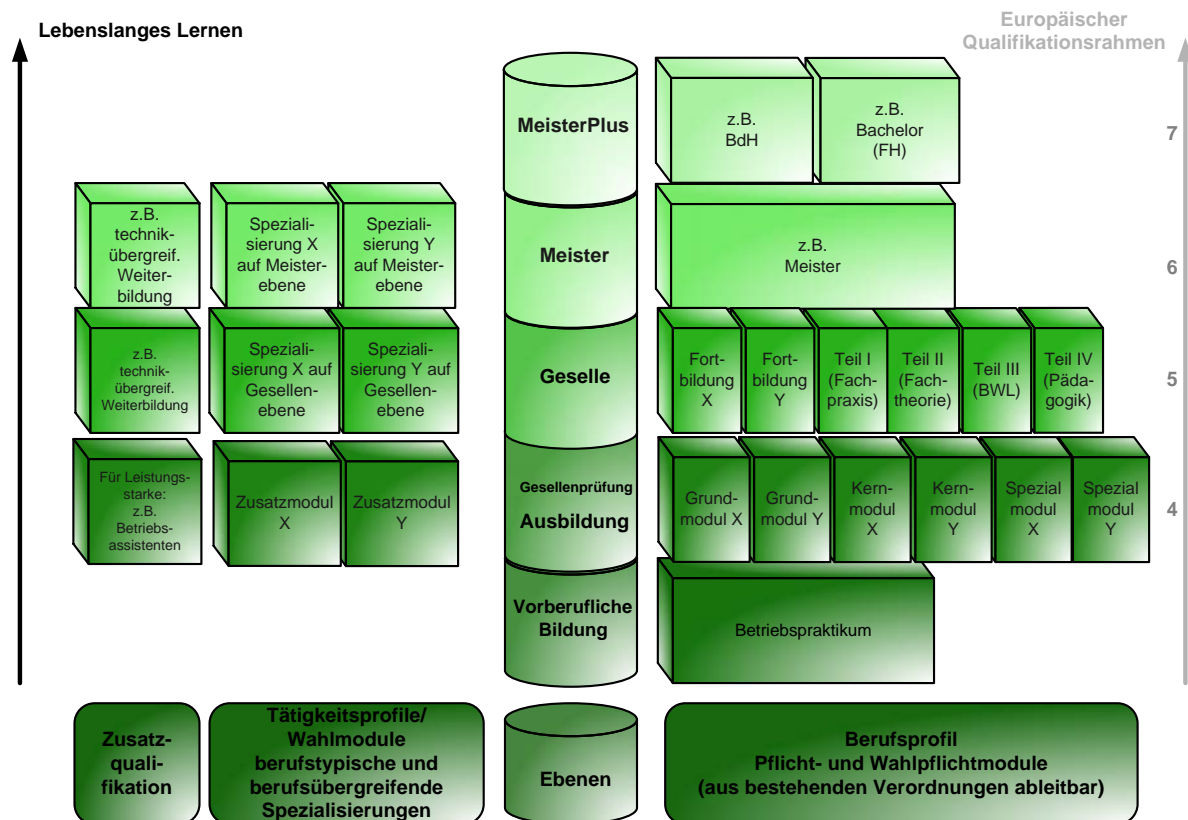 Lebenslanges Lernen
Europäischer
Qualifikationsrahmen
MeisterPlus
z.B.
BdH
z.B.
Bachelor
(FH)
7
z.B.
technik-
übergreif.
Weiter-
bildung
Speziali-
sierung X
auf Meister-
ebene
Speziali-
sierung Y
auf Meister-
ebene
Meister
z.B.
Meister
6
z.B.
technik-
übergreif.
Weiterbildung
Speziali-
sierung X auf
Gesellen-
ebene
Speziali-
sierung Y auf
Gesellen-
ebene
Geselle
Fort-
bildung
X
Fort-
bildung
Y
Teil I
(Fach-
praxis)
Teil II
(Fach-
theorie)
Teil III
(BWL)
Teil IV
(Päda-
gogik)
5
Für Leistungs-
starke:
z.B.
Betriebs-
assistenten
Zusatzmodul
X
Zusatzmodul
Y
Gesellenprüfung
Ausbildung
Grund-
modul X
Grund-
modul Y
Kern-
modul
X
Kern-
modul
Y
Spezial
modul
X
Spezial
modul
Y
4
Vorberufliche
Bildung
Betriebspraktikum
Zusatz-
quali-
fikation
Tätigkeitsprofile/
Wahlmodule
berufstypische und
berufsübergreifende
Spezialisierungen
Ebenen
Berufsprofil
Pflicht- und Wahlpflichtmodule
(aus bestehenden Verordnungen ableitbar)